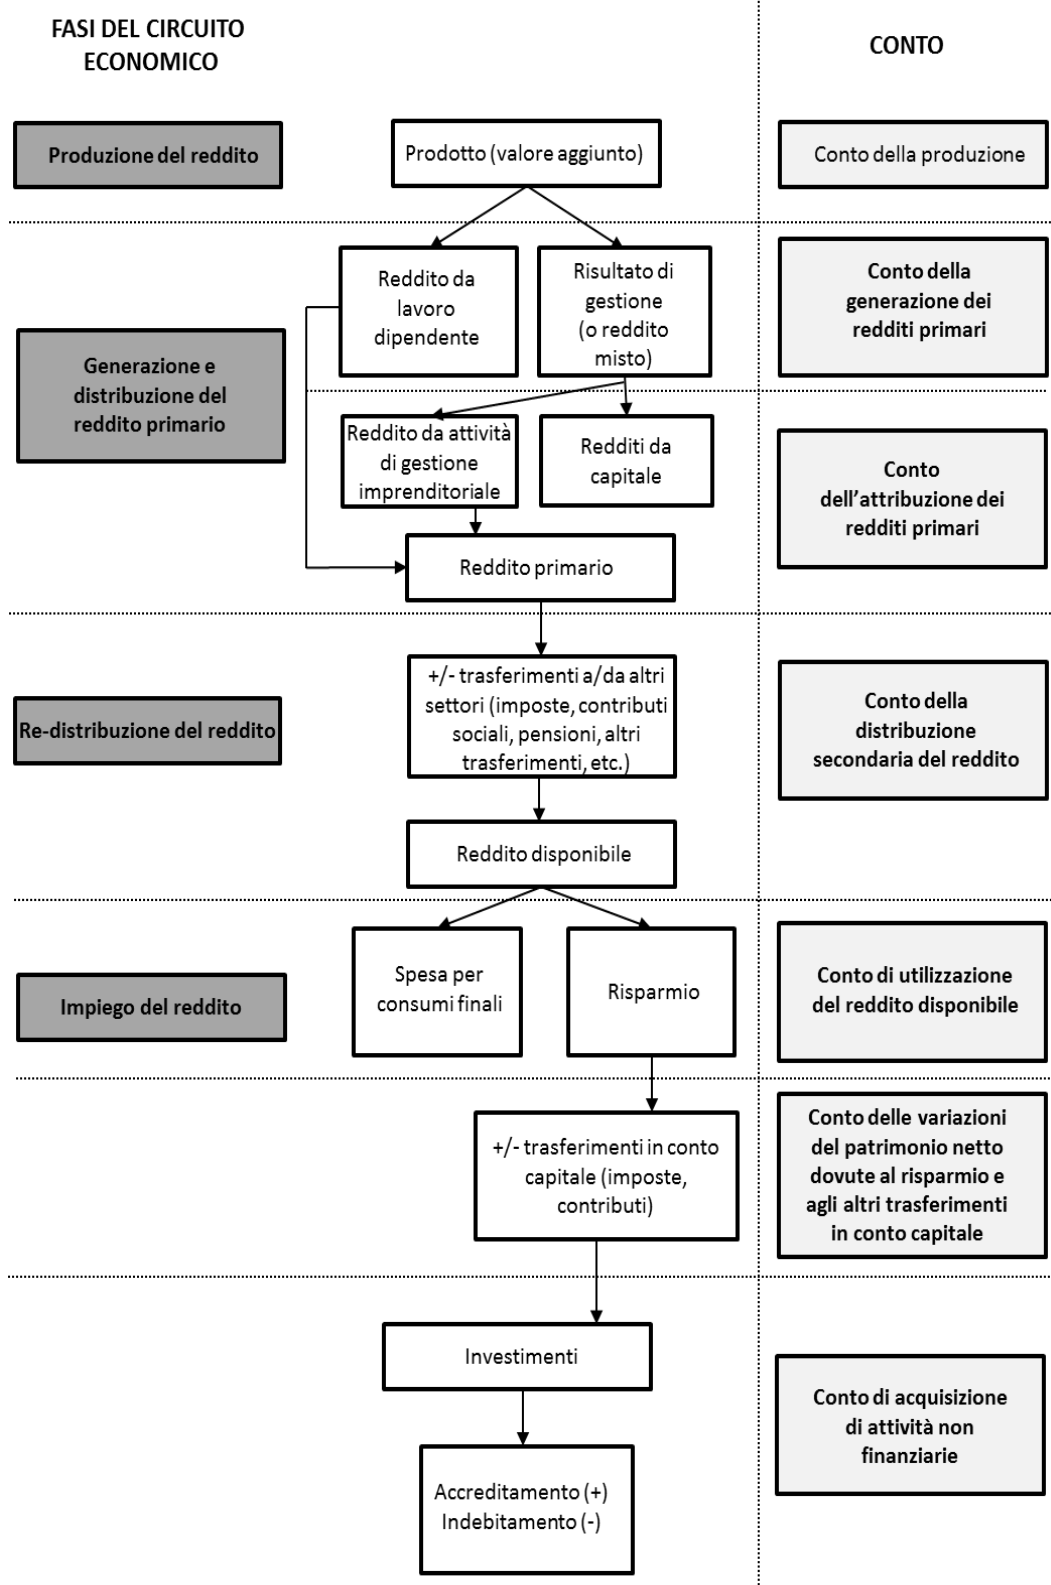 FASI DEL CIRCUITO
ECONOMICO
CONTO
Produzione del reddito
Prodotto (valore aggiunto)
Conto della produzione
Reddito da
lavoro
dipendente
Risultato di
gestione
(o reddito
misto)
Conto della
generazione dei
redditi primari
Generazione e
distribuzione del
reddito primario
Reddito da attività
di gestione
imprenditoriale
Redditi da
capitale
Conto
dell'attribuzione dei
redditi primari
Reddito primario
+/- trasferimenti a/da altri
settori (imposte, contributi
sociali, pensioni, altri
trasferimenti, etc.)
Re-distribuzione del reddito
Conto della
distribuzione
secondaria del reddito
Reddito disponibile
Spesa per
consumi finali
Risparmio
Impiego del reddito
Conto di utilizzazione
del reddito disponibile
+/- trasferimenti in conto
capitale (imposte,
contributi)
Conto delle variazioni
del patrimonio netto
dovute al risparmio e
agli altri trasferimenti
in conto capitale
Investimenti
Conto di acquisizione
di attività non
finanziarie
Accreditamento (+)
Indebitamento (-)